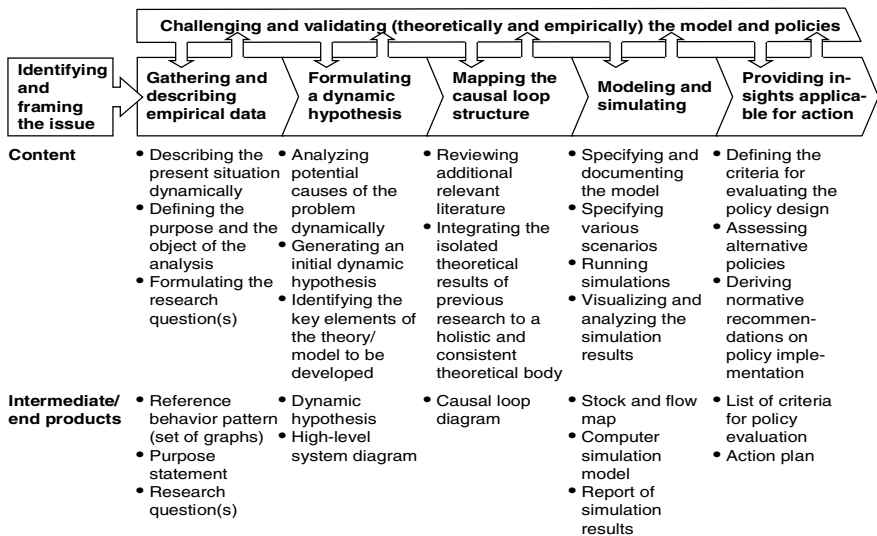 Challenging and validating (theoretically and empirically) the model and policies
Identifying
and
framing
the issue
Gathering and
describing
empirical data
Formulating
a dynamic
hypothesis
Mapping the
causal loop
structure
Modeling and
simulating
Providing in-
sights applica-
ble for action
Content
• Describing the
present situation
dynamically
• Defining the
purpose and the
object of the
analysis
• Formulating the
research
question(s)
• Analyzing
potential
causes of the
problem
dynamically
• Generating an
initial dynamic
hypothesis
• Identifying the
key elements of
the theory/
model to be
developed
• Reviewing
additional
relevant
literature
• Integrating the
isolated
theoretical
results of
previous
research to a
holistic and
consistent
theoretical body
• Specifying and
documenting
the model
• Specifying
various
scenarios
• Running
simulations
• Visualizing and
analyzing the
simulation
results
• Defining the
criteria for
evaluating the
policy design
• Assessing
alternative
policies
• Deriving
normative
recommen-
dations on
policy imple-
mentation
Intermediate/
end products
• Reference
behavior pattern
(set of graphs)
• Purpose
statement
• Research
question(s)
• Dynamic
hypothesis
• High-level
system diagram
• Causal loop
diagram
• Stock and flow
map
• Computer
simulation
model
• Report of
simulation
results
• List of criteria
for policy
evaluation
• Action plan